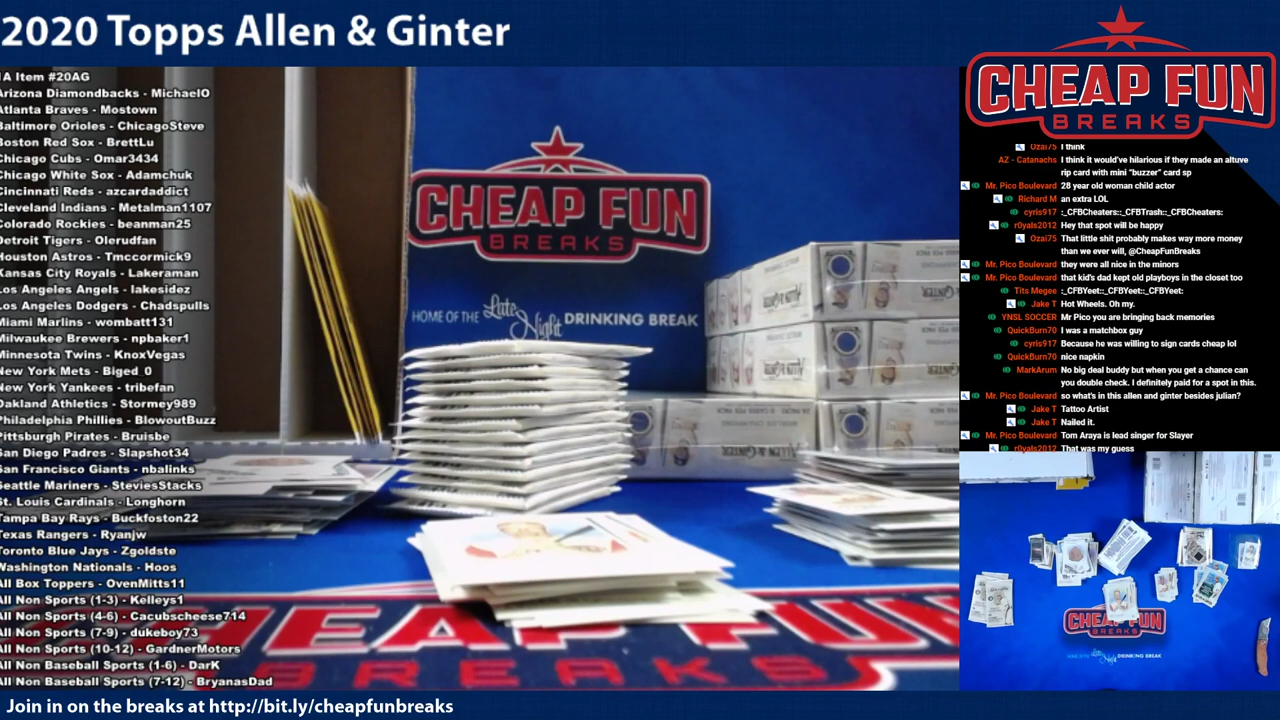 2020 Topps Allen & Ginter
1A Item #20AG
Arizona Diamondbacks - MichaelO
Atlanta Braves - Mostown
Baltimore Orioles - ChicagoSteve
Boston Red Sox - BrettLu
Chicago Cubs - Omar3434
Chicago White Sox - Adamchuk
Cincinnati Reds - azcardaddict
Cleveland Indians - Metalman1107
Colorado Rockies - beanman25
Detroit Tigers - Olerudfan
Houston Astros - Tmccormick9
Kansas City Royals - Lakeraman
Los Angeles Angels - lakesidez
Los Angeles Dodgers - Chadspulls
Miami Marlins - wombatt131
Milwaukee Brewers - npbaker1
Minnesota Twins - KnoxVegas
New York Mets - Biged_0
New York Yankees - tribefan
Oakland Athletics - Stormey989
Philadelphia Phillies - BlowoutBuzz
Pittsburgh Pirates - Bruisbe
San Diego Padres - Slapshot34
San Francisco Giants - nbalinks
Seattle Mariners - SteviesStacks
St. Louis Cardinals - Longhorn
Tampa Bay Rays - Buckfoston22
Texas Rangers - Ryanjw
Toronto Blue Jays - Zgoldste
Washington Nationals - Hoos
All Box Toppers - OvenMitts11
All Non Sports (1-3) - Kelleys1
All Non Sports (4-6) - Cacubscheese714
All Non Sports (7-9) - dukeboy73
All Non Sports (10-12) - GardnerMotors
All Non Baseball Sports (1-6) - DarK
All Non Baseball Sports (7-12) - BryanasDad
CHEAP FUN
BREAKS
HOME OF THE Late Night DRINKING BREAK
ALLEN & GINTER
ALLEN & GINTER
ALLEN & GINTER
CHEAP FUN
BREAKS
CHEAP FUN
BREAKS
Ozai75 I think
AZ - Catanachs I think it would've hilarious if they made an altuve
rip card with mini "buzzer" card sp
Mr. Pico Boulevard 28 year old woman child actor
Richard M an extra LOL
cyris917 :_CFBCheaters::_CFBTrash::_CFBCheaters:
r0yals2012 Hey that spot will be happy
Ozai75 That little shit probably makes way more money
than we ever will, @CheapFunBreaks
Mr. Pico Boulevard they were all nice in the minors
Mr. Pico Boulevard that kid's dad kept old playboys in the closet too
Tits Megee :_CFBYeet::_CFBYeet::_CFBYeet:
Jake T Hot Wheels. Oh my.
YNSL SOCCER Mr Pico you are bringing back memories
QuickBurn70 I was a matchbox guy
cyris917 Because he was willing to sign cards cheap lol
QuickBurn70 nice napkin
MarkArum No big deal buddy but when you get a chance can
you double check. I definitely paid for a spot in this.
Mr. Pico Boulevard so what's in this allen and ginter besides julian?
Jake T Tattoo Artist
Jake T Nailed it.
Mr. Pico Boulevard Tom Araya is lead singer for Slayer
r0yals2012 That was my guess
CHEAP FUN
BREAKS
Join in on the breaks at http://bit.ly/cheapfunbreaks